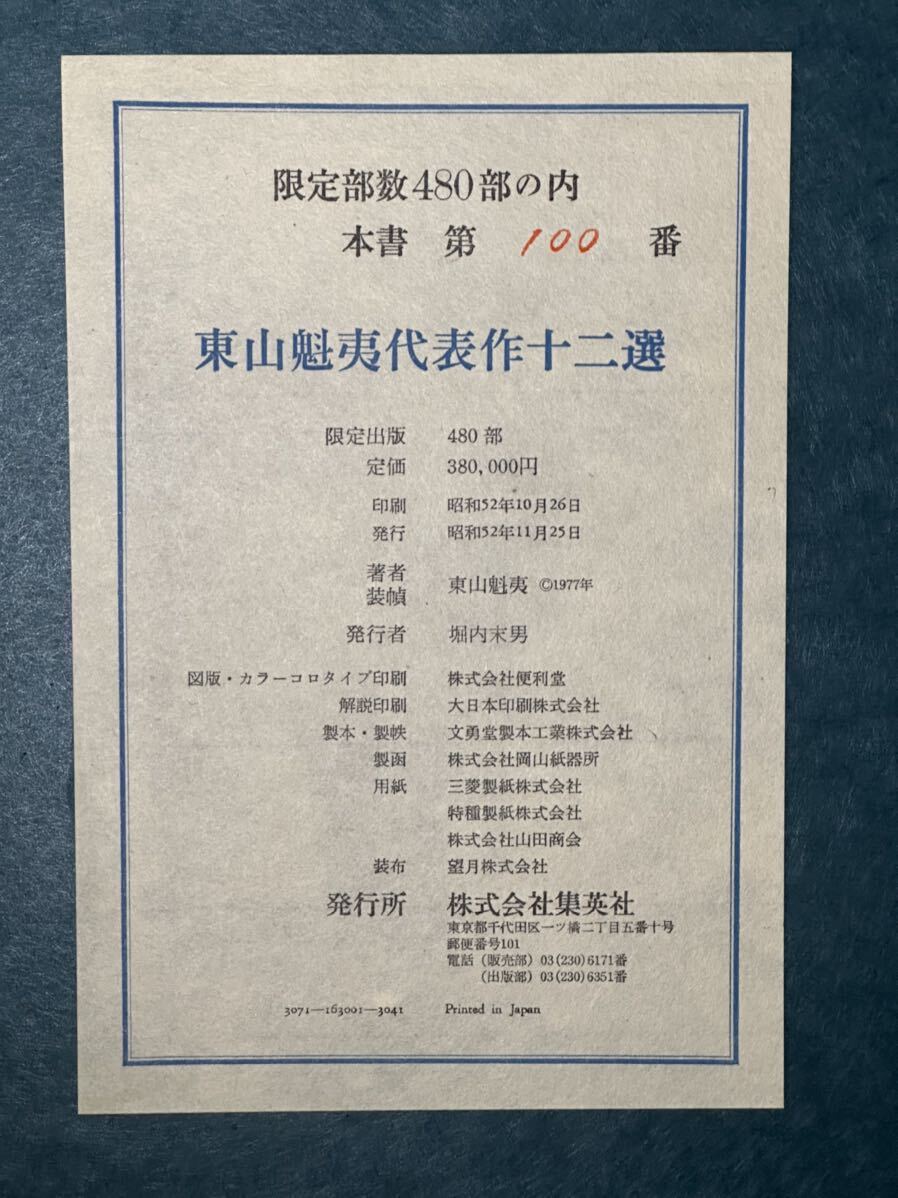 限定部数480部の内
本書 第 100 番
東山魁夷代表作十二選
限定出版 480部
定価 380,000円
印刷 昭和52年10月26日
発行 昭和52年11月25日
著者
装幀 東山魁夷 ©1977年
発行者 堀内末男
図版・カラーコロタイプ印刷 株式会社便利堂
解説印刷 大日本印刷株式会社
製本・製帙 文勇堂製本工業株式会社
製函 株式会社岡山紙器所
用紙 三菱製紙株式会社
特種製紙株式会社
株式会社山田商会
装布 望月株式会社
発行所 株式会社集英社
東京都千代田区一ツ橋二丁目五番十号
郵便番号101
電話（販売部）03(230)6171番
（出版部）03(230)6351番
3071—163001—3041 Printed in Japan